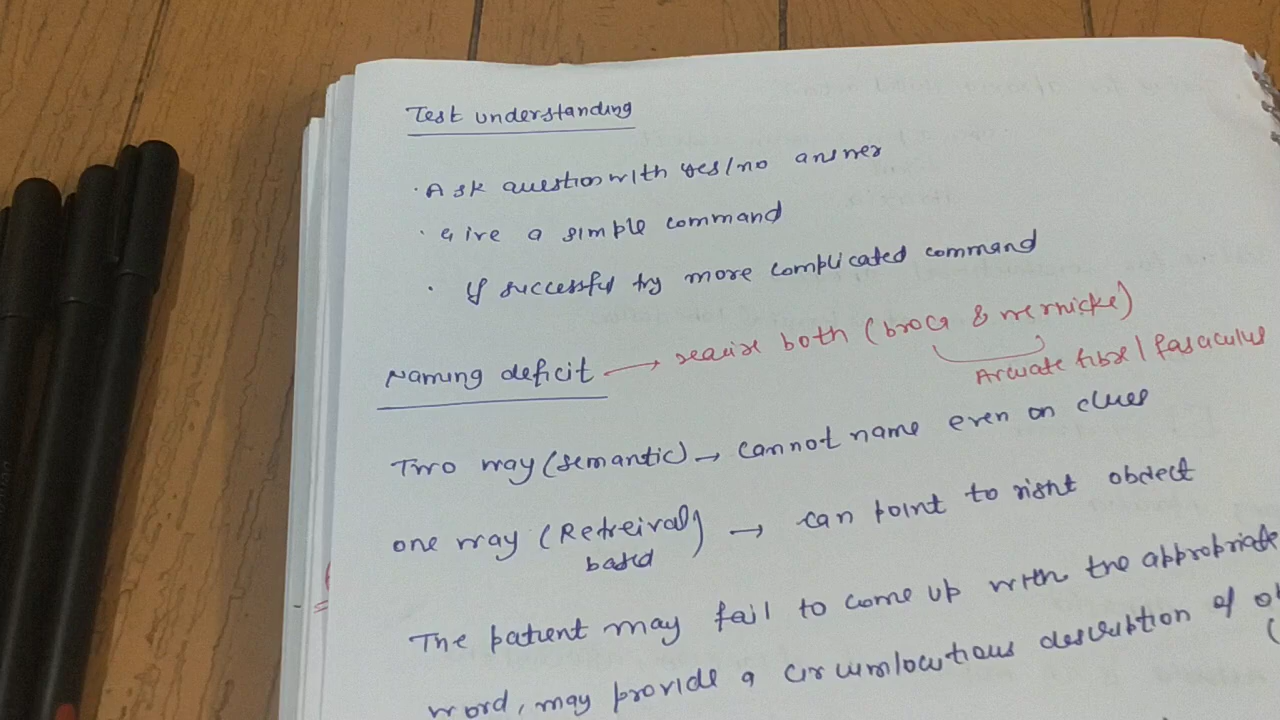 Test understanding
· Ask question with yes/no answer
· Give a simple command
· If successful try more complicated command
Naming deficit → require both (broca & wernicke)
Arcuate fibre / fasaculus
Two way (semantic) → cannot name even on clues
one way (Retreival) → can point to right object
based
The patient may fail to come up with the appropriate
word, may provide a circumlocutious description of